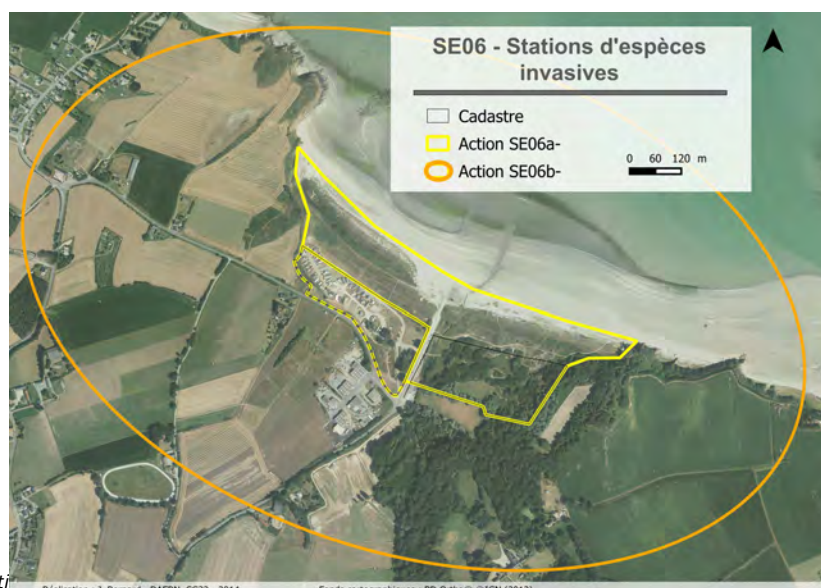 SE06 - Stations d'espèces
invasives
Cadastre
Action SE06a-
Action SE06b-
0 60 120 m